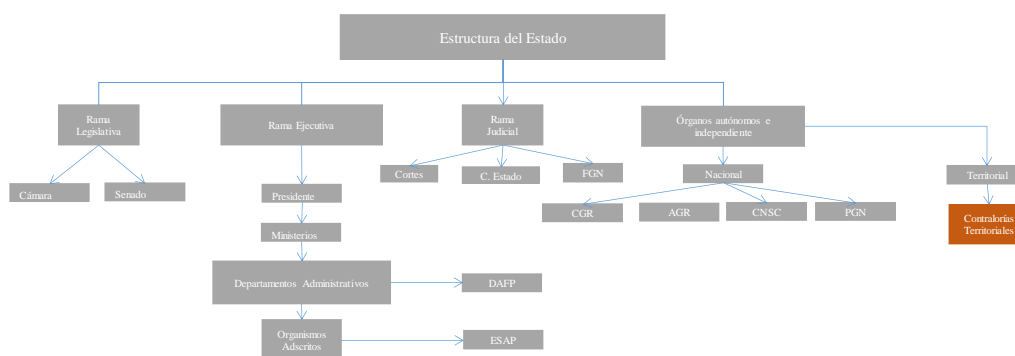 Estructura del Estado
Rama
Legislativa
Rama Ejecutiva
Rama
Judicial
Órganos autónomos e
independiente
Cámara
Senado
Presidente
Ministerios
Departamentos Administrativos
DAFP
Organismos
Adscritos
ESAP
Cortes
C. Estado
FGN
Nacional
CGR
AGR
CNSC
PGN
Territorial
Contralorías
Territoriales